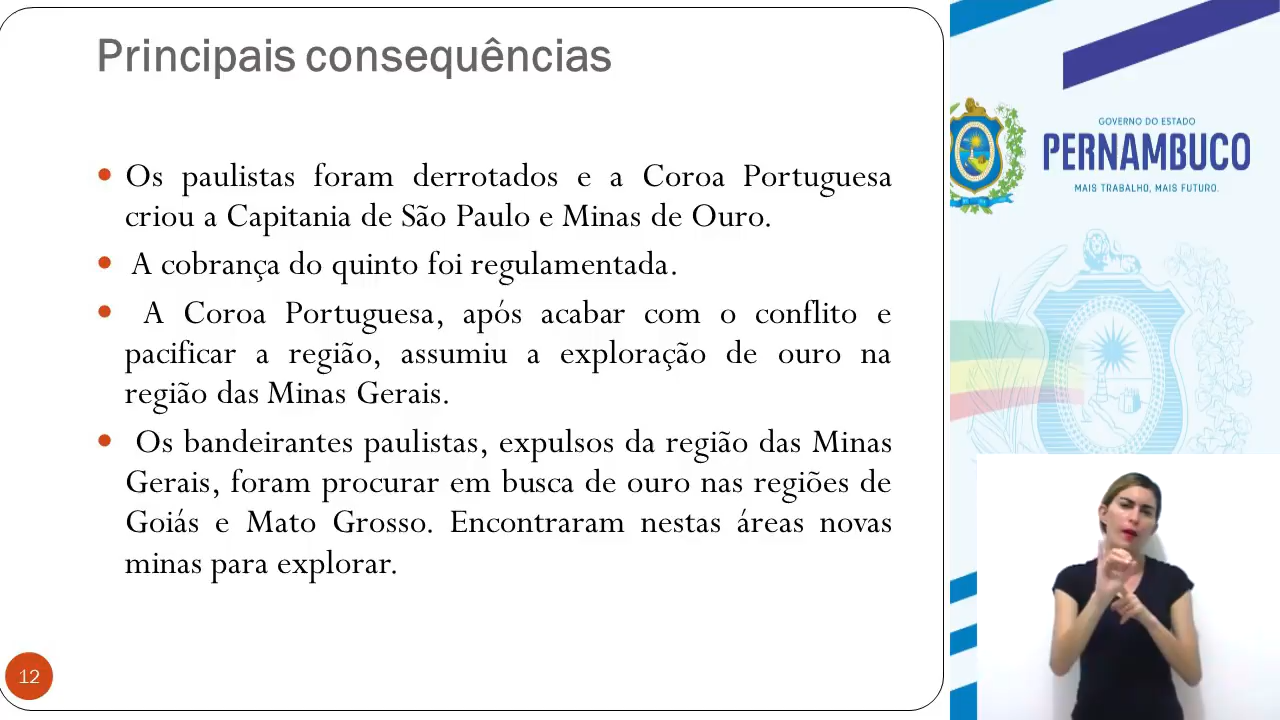 Principais consequências
• Os paulistas foram derrotados e a Coroa Portuguesa
criou a Capitania de São Paulo e Minas de Ouro.
• A cobrança do quinto foi regulamentada.
• A Coroa Portuguesa, após acabar com o conflito e
pacificar a região, assumiu a exploração de ouro na
região das Minas Gerais.
• Os bandeirantes paulistas, expulsos da região das Minas
Gerais, foram procurar em busca de ouro nas regiões de
Goiás e Mato Grosso. Encontraram nestas áreas novas
minas para explorar.
12
GOVERNO DO ESTADO
PERNAMBUCO
MAIS TRABALHO, MAIS FUTURO.